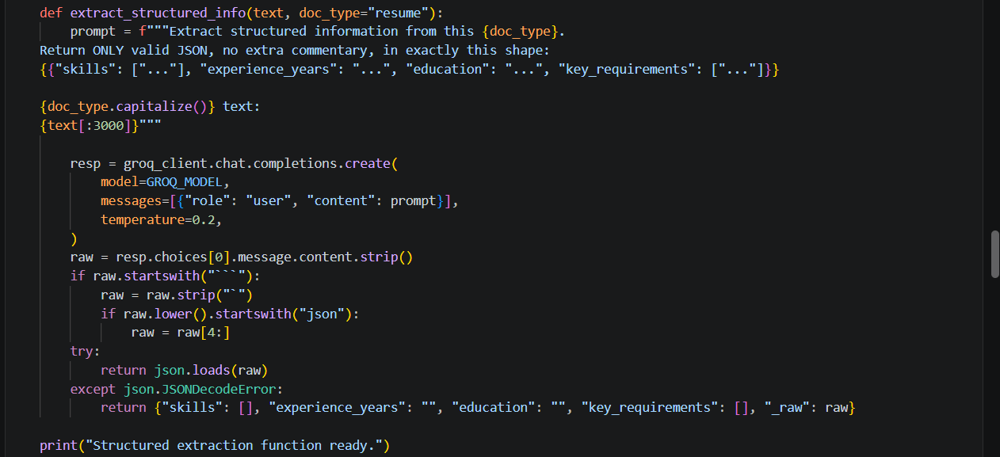 def extract_structured_info(text, doc_type="resume"):
    prompt = f"""Extract structured information from this {doc_type}.
Return ONLY valid JSON, no extra commentary, in exactly this shape:
{{"skills": ["..."], "experience_years": "...", "education": "...", "key_requirements": ["..."]}}

{doc_type.capitalize()} text:
{text[:3000]}"""

    resp = groq_client.chat.completions.create(
        model=GROQ_MODEL,
        messages=[{"role": "user", "content": prompt}],
        temperature=0.2,
    )
    raw = resp.choices[0].message.content.strip()
    if raw.startswith("```"):
        raw = raw.strip("`")
        if raw.lower().startswith("json"):
            raw = raw[4:]
    try:
        return json.loads(raw)
    except json.JSONDecodeError:
        return {"skills": [], "experience_years": "", "education": "", "key_requirements": [], "_raw": raw}

print("Structured extraction function ready.")